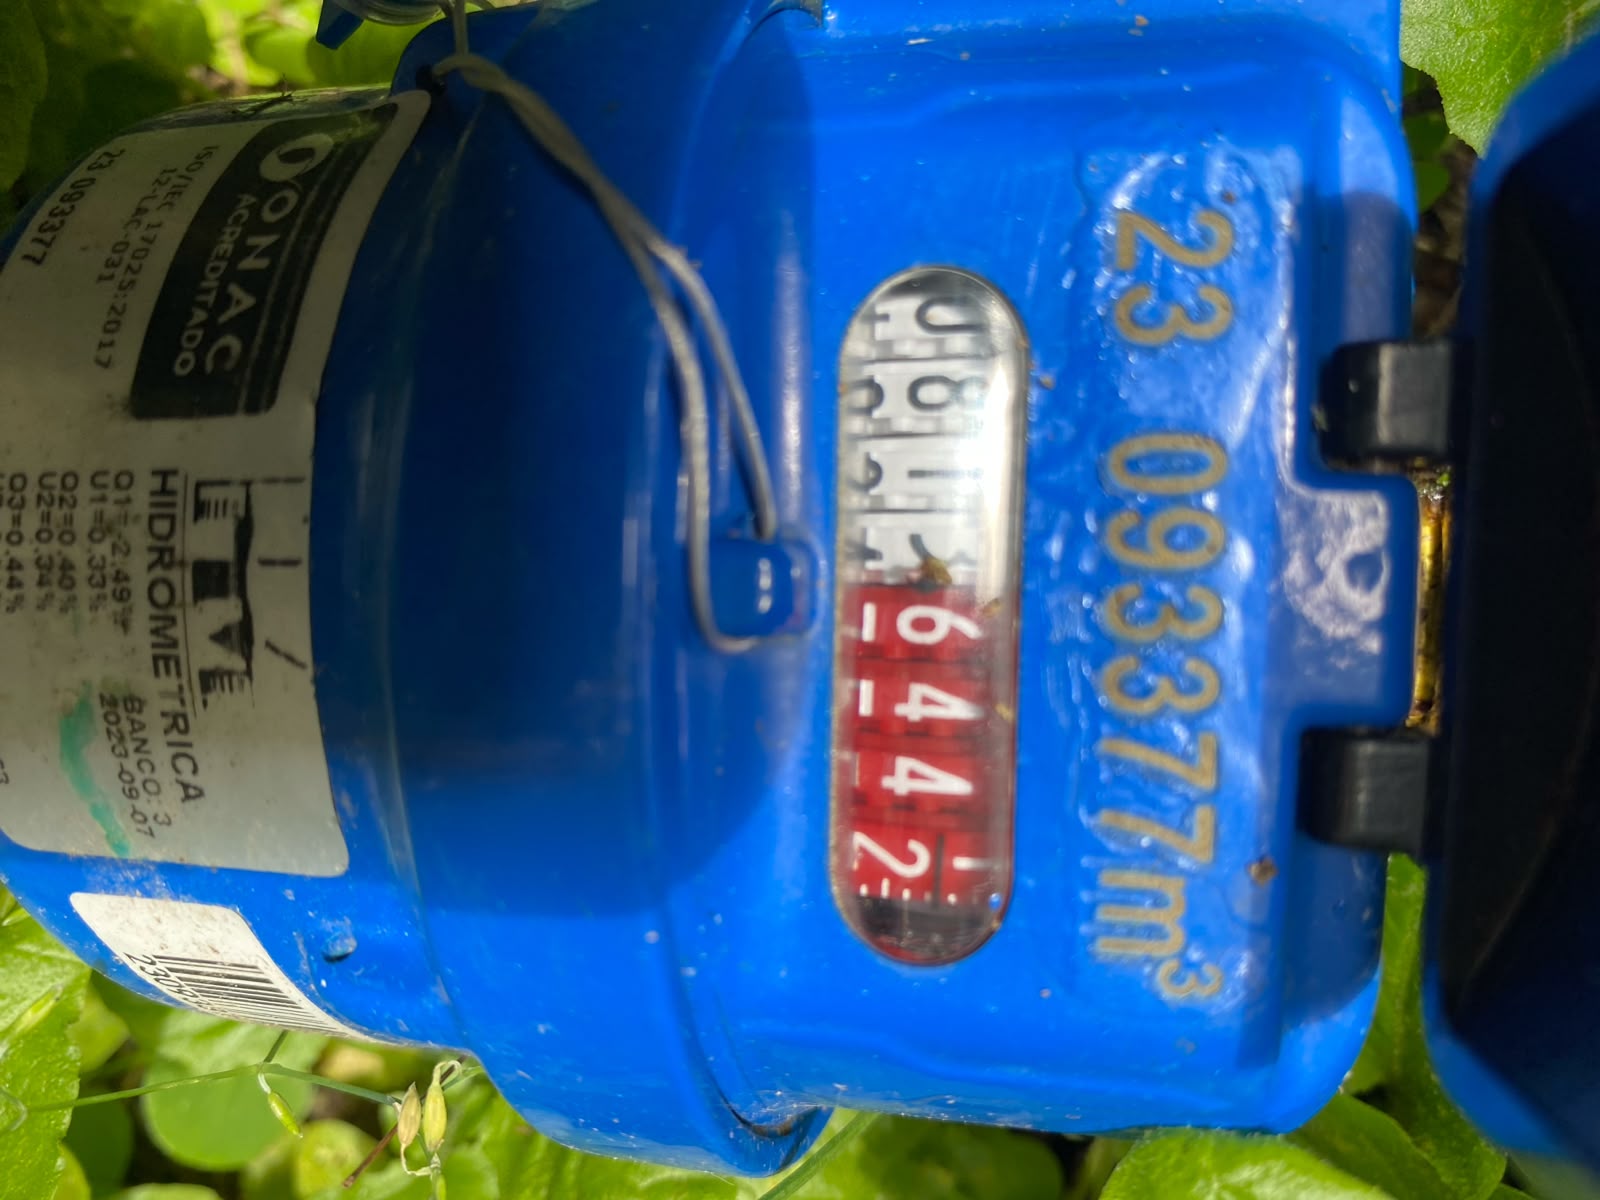 23 093377m³
6442
ONAC
ACREDITADO
ISO/IEC 17025:2017
12-LAC-031
23 093377
HIDROMETRICA
BANCO: 3
2023-09-07
Q1=-2.49%
U1=0.33%
Q2=0.40%
U2=0.34%
Q3=0.44%